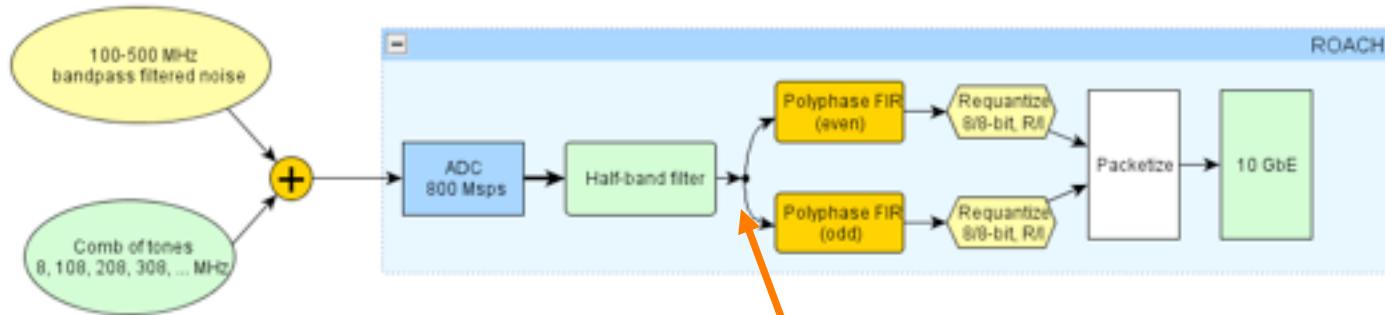 100-500 MHz
bandpass filtered noise
Comb of tones
8, 108, 208, 308, ... MHz
+
ROACH
ADC
800 Msps
Half-band filter
Polyphase FIR
(even)
Requantize
8/8-bit, R/I
Polyphase FIR
(odd)
Requantize
8/8-bit, R/I
Packetize
10 GbE